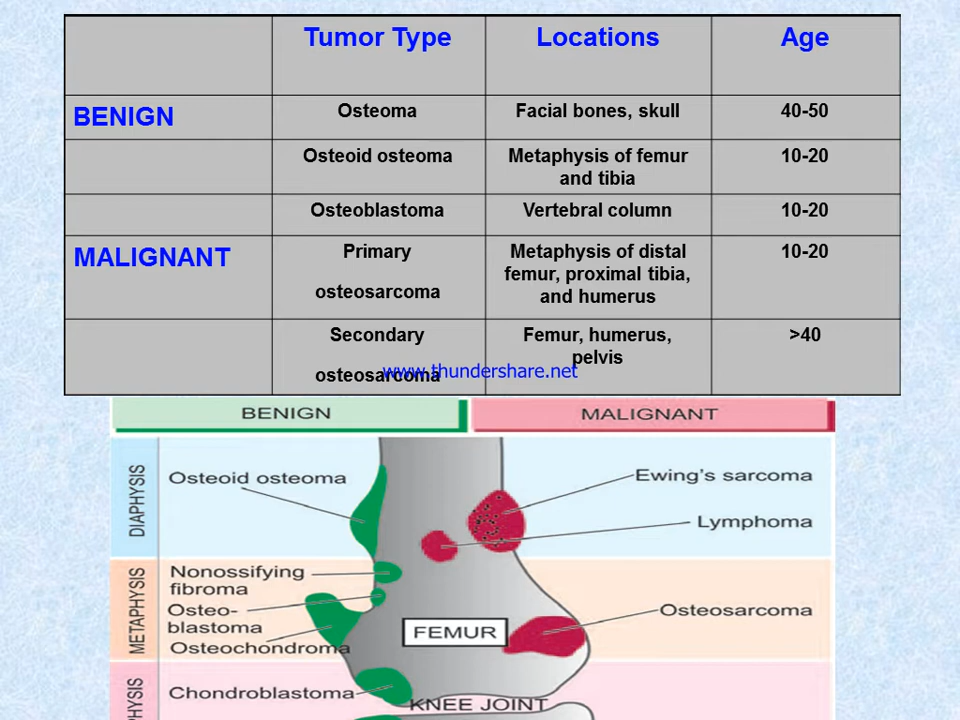 Tumor Type Locations Age
BENIGN Osteoma Facial bones, skull 40-50
Osteoid osteoma Metaphysis of femur and tibia 10-20
Osteoblastoma Vertebral column 10-20
MALIGNANT Primary osteosarcoma Metaphysis of distal femur, proximal tibia, and humerus 10-20
Secondary osteosarcoma Femur, humerus, pelvis >40
www.thundershare.net
BENIGN MALIGNANT
DIAPHYSIS
Osteoid osteoma
Ewing's sarcoma
Lymphoma
METAPHYSIS
Nonossifying
fibroma
Osteo-
blastoma
Osteochondroma
FEMUR
Osteosarcoma
PHYSIS
Chondroblastoma
KNEE JOINT